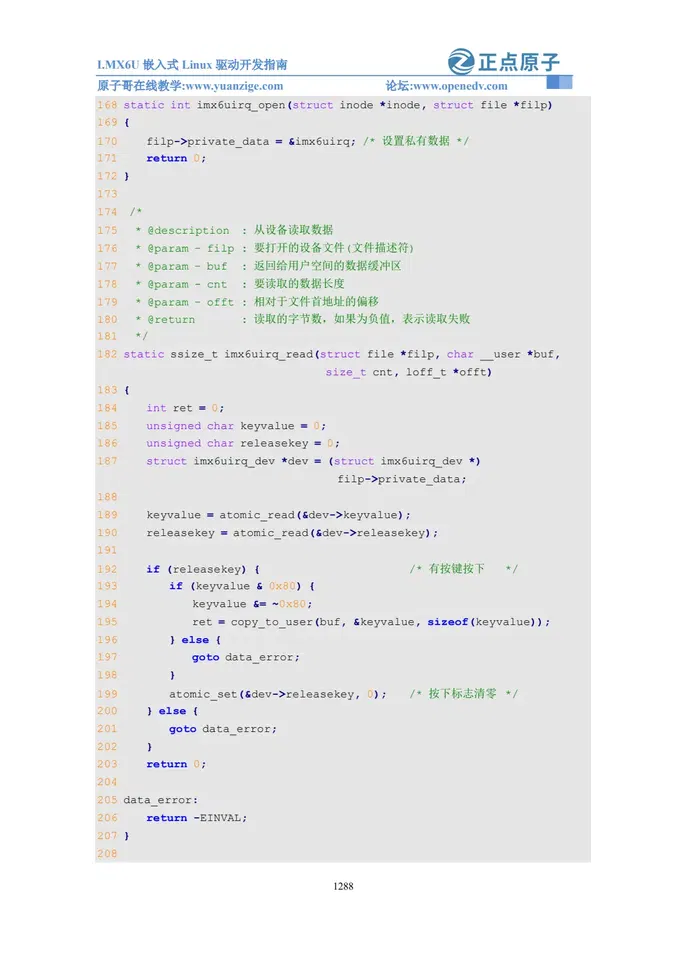 正点原子
I.MX6U 嵌入式 Linux 驱动开发指南
原子哥在线教学:www.yuanzige.com 论坛:www.openedv.com
168 static int imx6uirq_open(struct inode *inode, struct file *filp)
169 {
170 filp->private_data = &imx6uirq; /* 设置私有数据 */
171 return 0;
172 }
173
174 /*
175 * @description : 从设备读取数据
176 * @param - filp : 要打开的设备文件(文件描述符)
177 * @param - buf : 返回给用户空间的数据缓冲区
178 * @param - cnt : 要读取的数据长度
179 * @param - offt : 相对于文件首地址的偏移
180 * @return : 读取的字节数，如果为负值，表示读取失败
181 */
182 static ssize_t imx6uirq_read(struct file *filp, char __user *buf,
size_t cnt, loff_t *offt)
183 {
184 int ret = 0;
185 unsigned char keyvalue = 0;
186 unsigned char releasekey = 0;
187 struct imx6uirq_dev *dev = (struct imx6uirq_dev *)
filp->private_data;
188
189 keyvalue = atomic_read(&dev->keyvalue);
190 releasekey = atomic_read(&dev->releasekey);
191
192 if (releasekey) { /* 有按键按下 */
193 if (keyvalue & 0x80) {
194 keyvalue &= ~0x80;
195 ret = copy_to_user(buf, &keyvalue, sizeof(keyvalue));
196 } else {
197 goto data_error;
198 }
199 atomic_set(&dev->releasekey, 0); /* 按下标志清零 */
200 } else {
201 goto data_error;
202 }
203 return 0;
204
205 data_error:
206 return -EINVAL;
207 }
208
1288